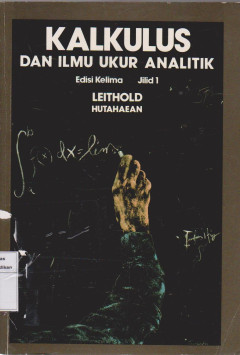 KALKULUS
DAN ILMU UKUR ANALITIK
Edisi Kelima Jilid 1
LEITHOLD
HUTAHAEAN